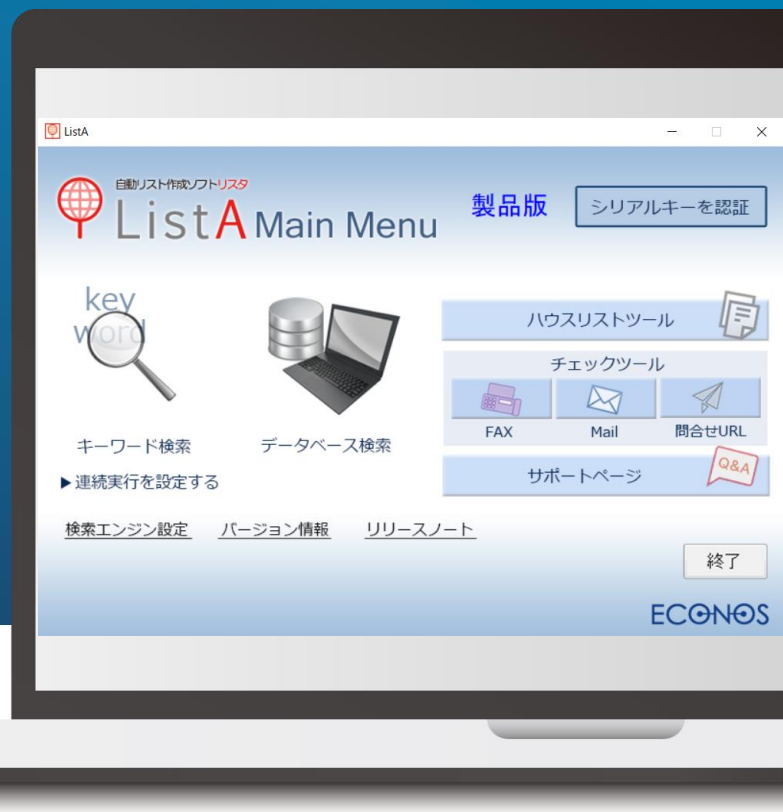 ListA
自動リスト作成ソフトリスタ
ListA Main Menu
製品版
シリアルキーを認証
key
word
キーワード検索
データベース検索
▶連続実行を設定する
ハウスリストツール
チェックツール
FAX
Mail
問合せURL
サポートページ
Q&A
検索エンジン設定
バージョン情報
リリースノート
終了
ECONOS